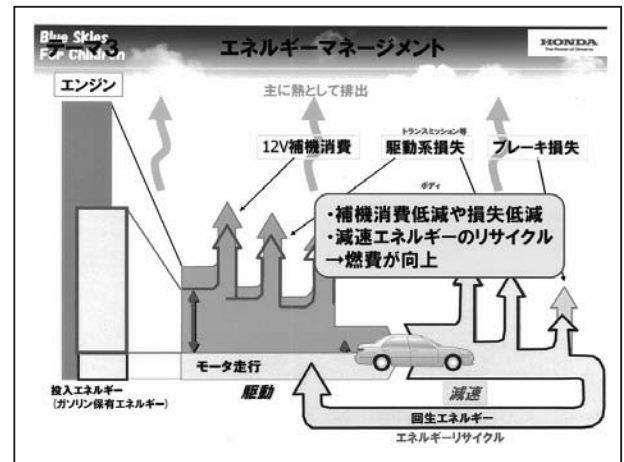 Blue Skies
For Children
テーマ3
エネルギーマネージメント
HONDA
The Power of Dreams
エンジン
主に熱として排出
12V補機消費
トランスミッション等
駆動系損失
ブレーキ損失
ボディ
・補機消費低減や損失低減
・減速エネルギーのリサイクル
→燃費が向上
モータ走行
投入エネルギー
(ガソリン保有エネルギー)
駆動
減速
回生エネルギー
エネルギーリサイクル